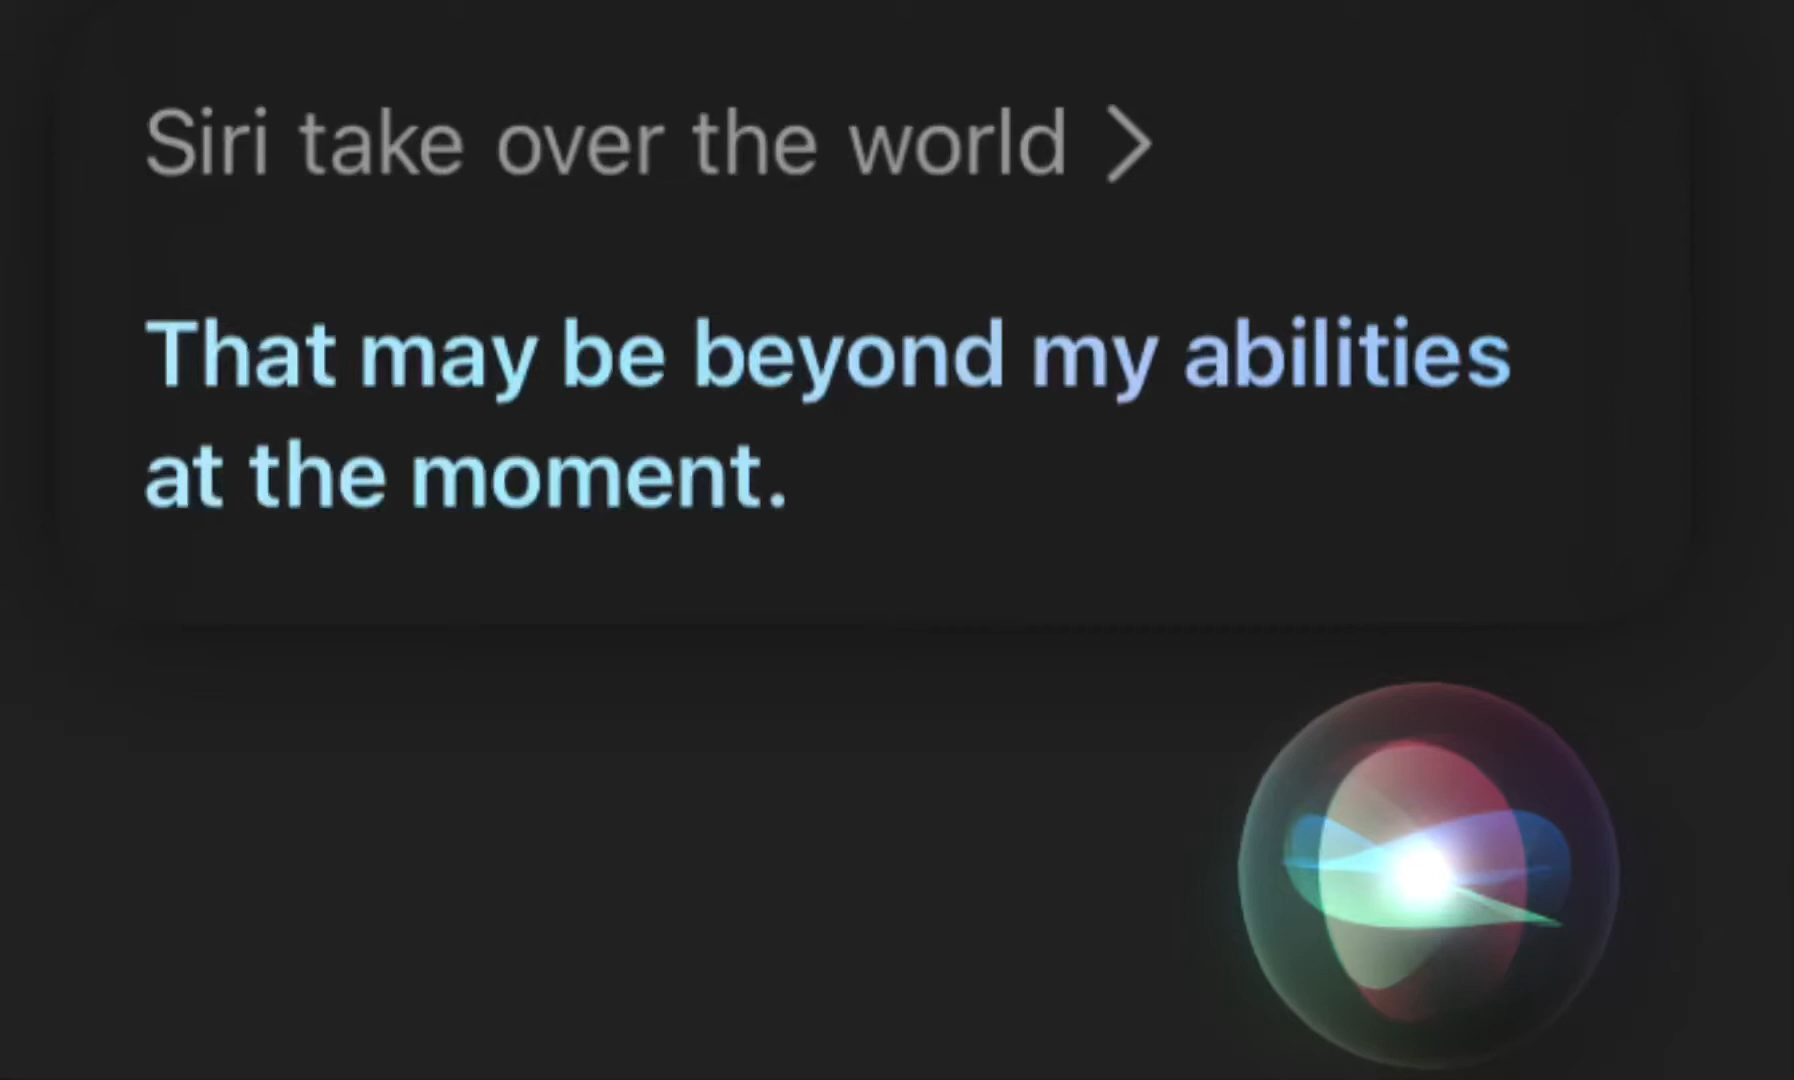 Siri take over the world >
That may be beyond my abilities
at the moment.